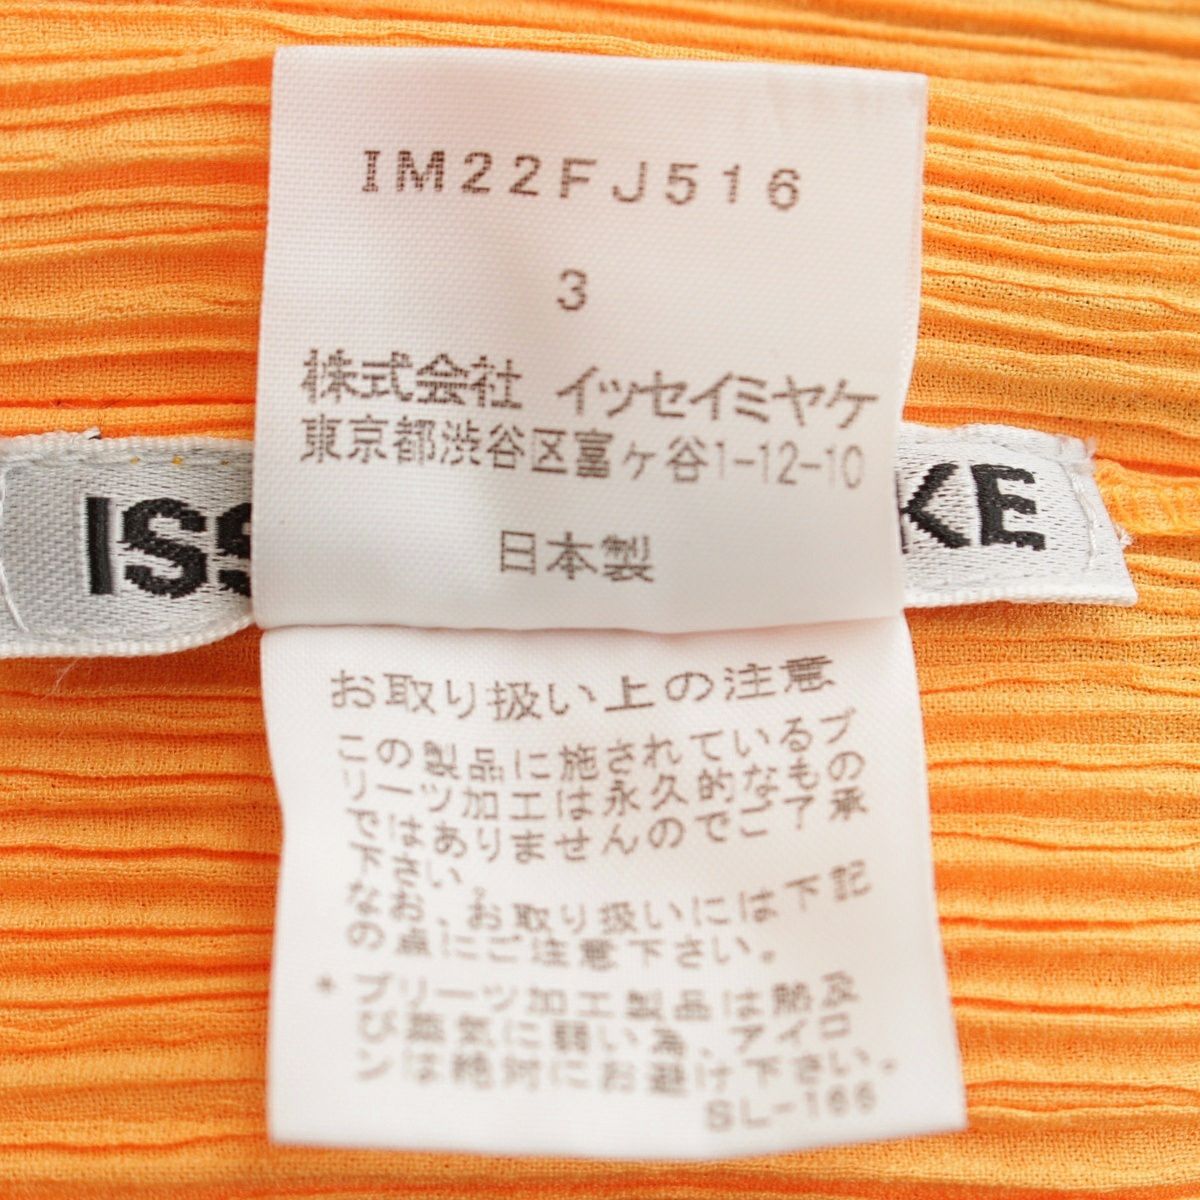 IM22FJ516
3
株式会社 イッセイミヤケ
東京都渋谷区富ヶ谷1-12-10
日本製
ISS KE
お取り扱い上の注意
この製品に施されているプ
リーツ加工は永久的なもの
ではありませんのでご了承
下さい。
なお、お取り扱いには下記
の点にご注意下さい。
* プリーツ加工製品は熱及
び蒸気に弱い為、アイロ
ンは絶対にお避け下さい。
SL-166